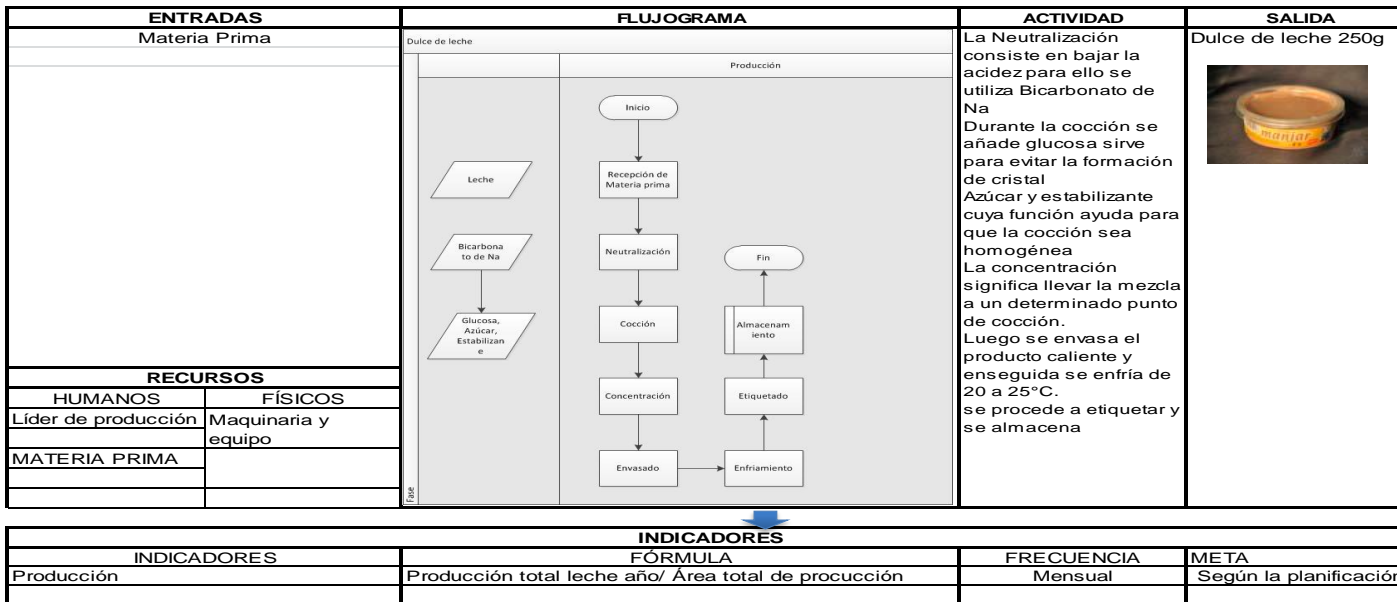 ENTRADAS
FLUJOGRAMA
ACTIVIDAD
SALIDA
Materia Prima
Dulce de leche
Producción
Inicio
Leche
Recepción de
Materia prima
Bicarbona
to de Na
Neutralización
Fin
Glucosa,
Azúcar,
Estabilizan
e
Cocción
Almacenam
iento
Concentración
Etiquetado
Envasado
Enfriamiento
Fase
La Neutralización
consiste en bajar la
acidez para ello se
utiliza Bicarbonato de
Na
Durante la cocción se
añade glucosa sirve
para evitar la formación
de cristal
Azúcar y estabilizante
cuya función ayuda para
que la cocción sea
homogénea
La concentración
significa llevar la mezcla
a un determinado punto
de cocción.
Luego se envasa el
producto caliente y
enseguida se enfría de
20 a 25°C.
se procede a etiquetar y
se almacena
Dulce de leche 250g
manjar
RECURSOS
HUMANOS
FÍSICOS
Líder de producción
Maquinaria y
equipo
MATERIA PRIMA
INDICADORES
INDICADORES
FÓRMULA
FRECUENCIA
META
Producción
Producción total leche año/ Área total de procucción
Mensual
Según la planificación